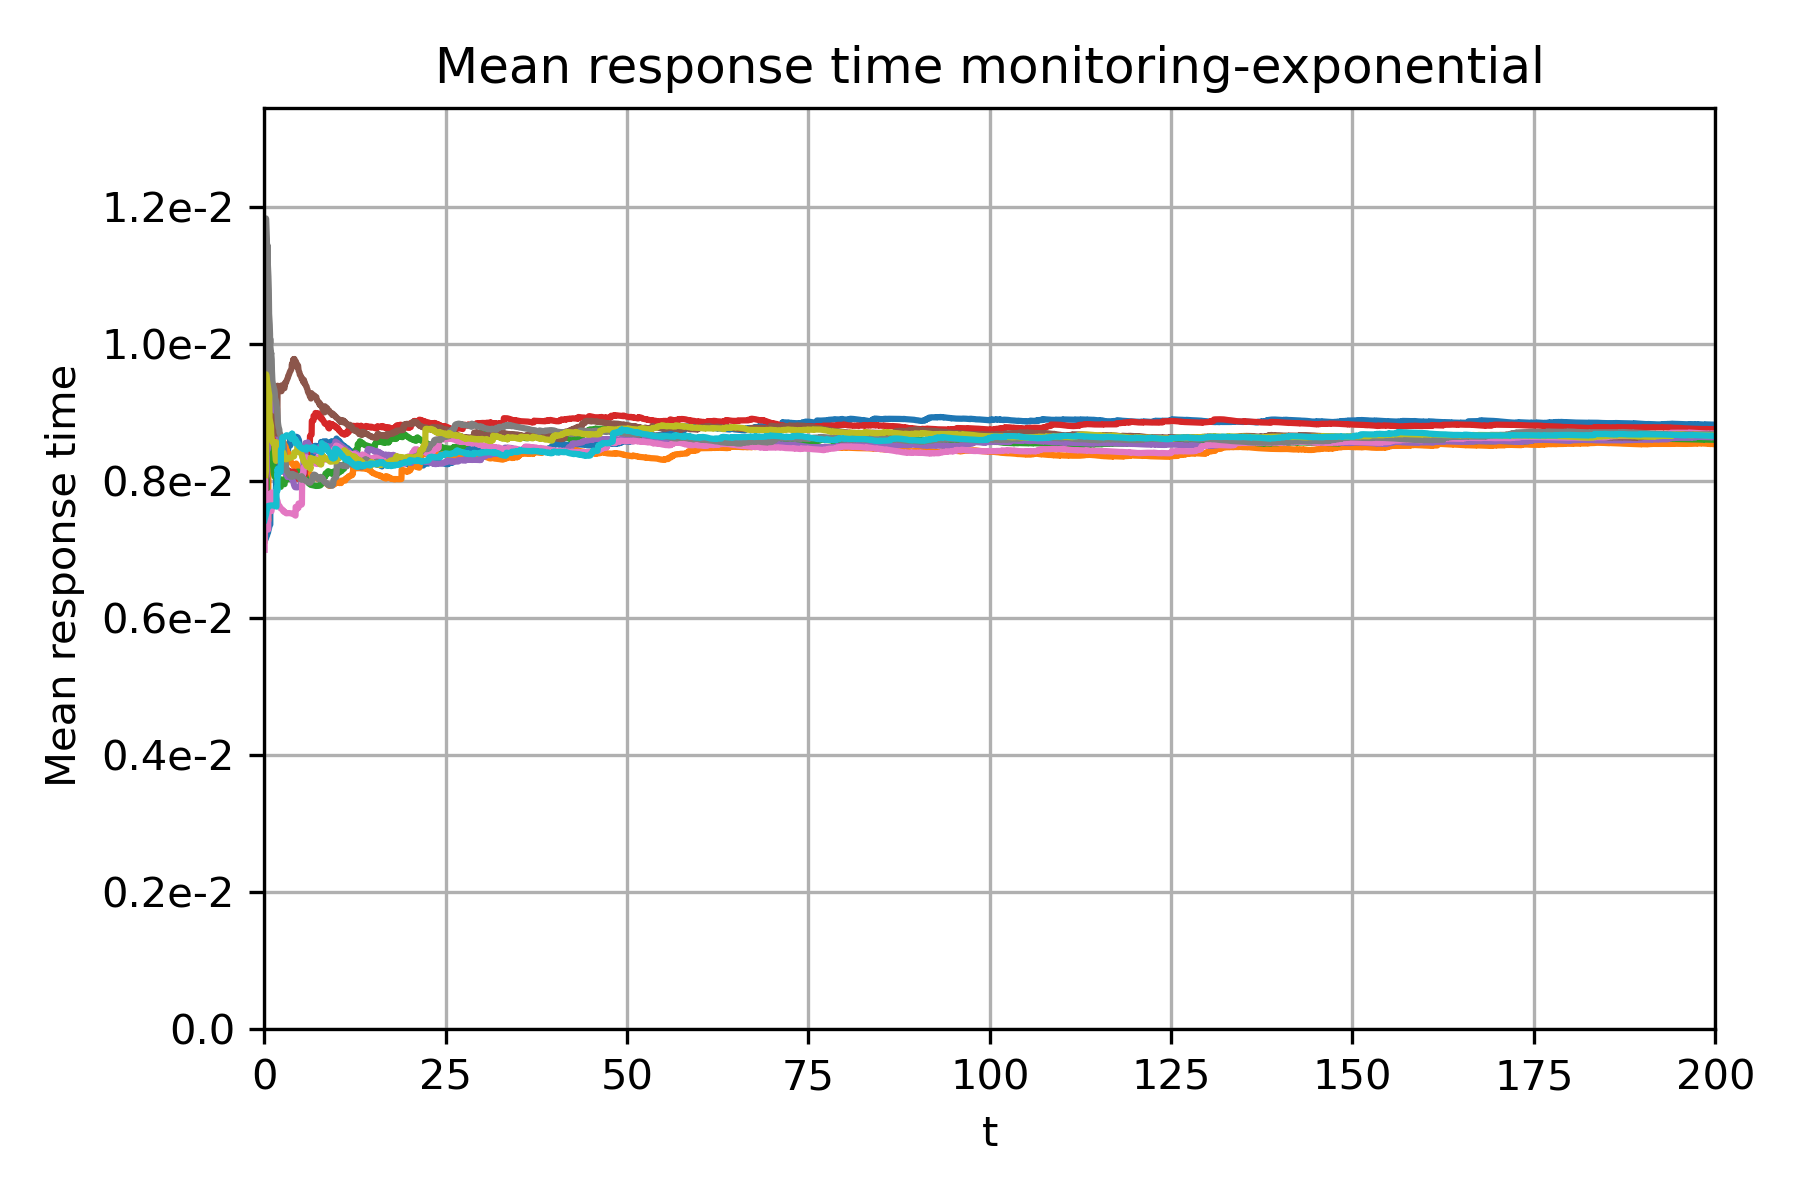 Mean response time monitoring-exponential
Mean response time
1.2e-2
1.0e-2
0.8e-2
0.6e-2
0.4e-2
0.2e-2
0.0
0 25 50 75 100 125 150 175 200
t